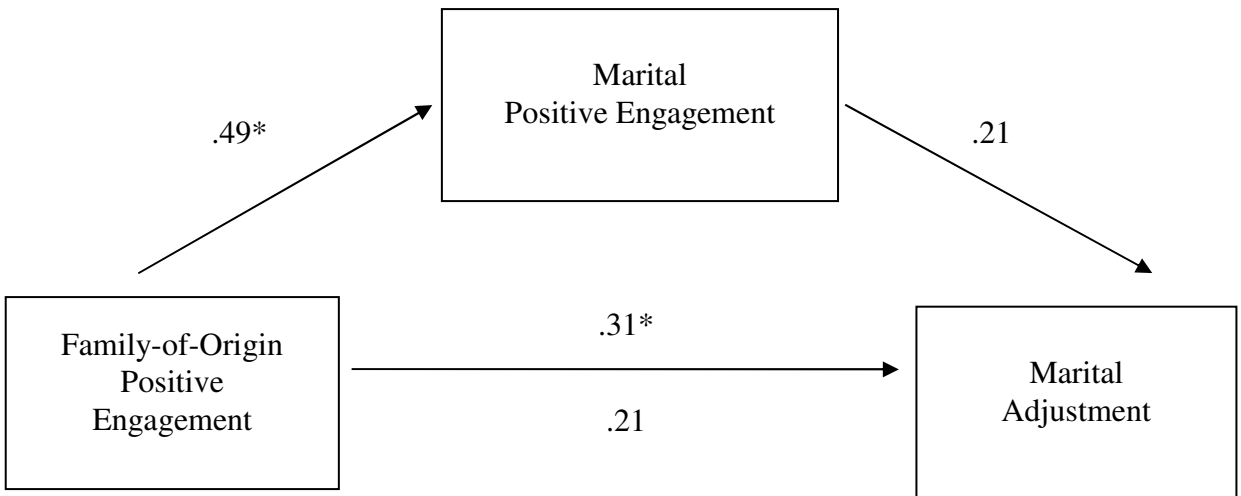 Marital
Positive Engagement
.49*
.21
Family-of-Origin
Positive
Engagement
.31*
.21
Marital
Adjustment